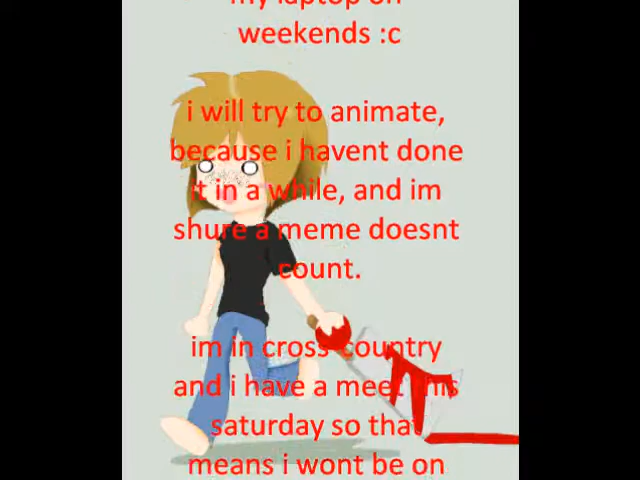 my laptop on
weekends :c
i will try to animate,
because i havent done
it in a while, and im
shure a meme doesnt
count.
im in cross-country
and i have a meet this
saturday so that
means i wont be on